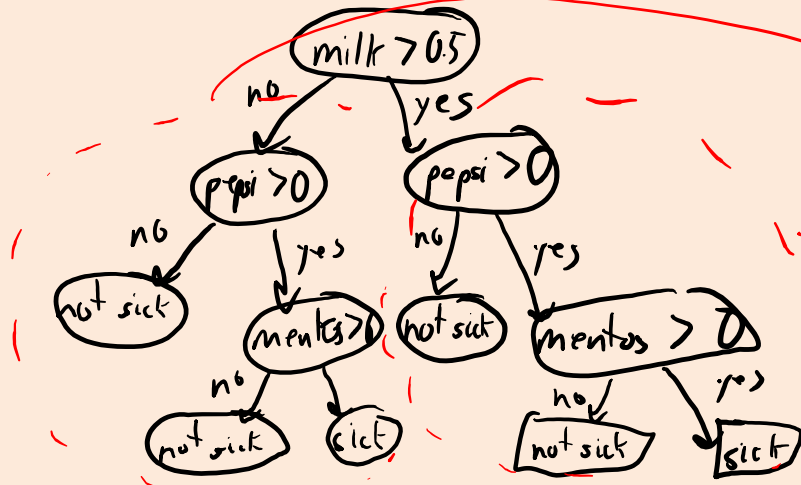 milk > 0.5
no
yes
pepsi > 0
pepsi > 0
no
yes
no
yes
not sick
mentos >
not sick
mentos > 0
no
no
yes
not sick
sick
not sick
sick